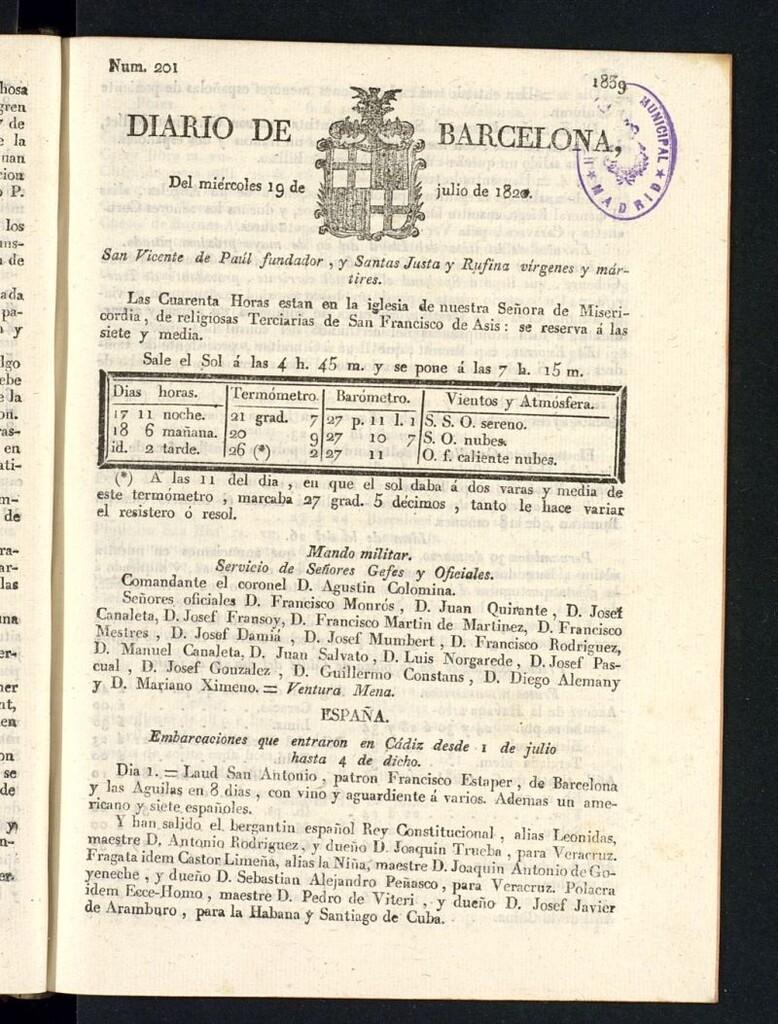 Num. 201
1839
DIARIO DE BARCELONA,
Del miércoles 19 de julio de 1820.
MUNICIPAL
MADRID
San Vicente de Paúl fundador, y Santas Justa y Rufina vírgenes y már-
tires.
Las Cuarenta Horas estan en la iglesia de nuestra Señora de Miseri-
cordia, de religiosas Terciarias de San Francisco de Asis: se reserva á las
siete y media.
Sale el Sol á las 4 h. 45 m. y se pone á las 7 h. 15 m.
Dias horas. Termómetro. Barómetro. Vientos y Atmósfera.
17 11 noche. 21 grad. 7 27 p. 11 l. 1 S. S. O. sereno.
18 6 mañana. 20 9 27 10 7 S. O. nubes.
id. 2 tarde. 26 (*) 2 27 11 O. f. caliente nubes.
(*) A las 11 del dia, en que el sol daba á dos varas y media de
este termómetro, marcaba 27 grad. 5 décimos, tanto le hace variar
el resistero ó resol.
Mando militar.
Servicio de Señores Gefes y Oficiales.
Comandante el coronel D. Agustin Colomina.
Señores oficiales D. Francisco Monrós, D. Juan Quirante, D. Josef
Canaleta, D. Josef Fransoy, D. Francisco Martin de Martinez, D. Francisco
Mestres, D. Josef Damiá, D. Josef Mumbert, D. Francisco Rodriguez,
D. Manuel Canaleta, D. Juan Salvato, D. Luis Norgarede, D. Josef Pas-
cual, D. Josef Gonzalez, D. Guillermo Constans, D. Diego Alemany
y D. Mariano Ximeno. = Ventura Mena.
ESPAÑA.
Embarcaciones que entraron en Cádiz desde 1 de julio
hasta 4 de dicho.
Dia 1. = Laud San Antonio, patron Francisco Estaper, de Barcelona
y las Aguilas en 8 dias, con vino y aguardiente á varios. Ademas un ame-
ricano y siete españoles.
Y han salido el bergantin español Rey Constitucional, alias Leonidas,
maestre D. Antonio Rodriguez, y dueño D. Joaquin Trueba, para Veracruz.
Fragata idem Castor Limeña, alias la Niña, maestre D. Joaquin Antonio de Go-
yeneche, y dueño D. Sebastian Alejandro Peñasco, para Veracruz. Polacra
idem Ecce-Homo, maestre D. Pedro de Viteri, y dueño D. Josef Javier
de Aramburo, para la Habana y Santiago de Cuba.